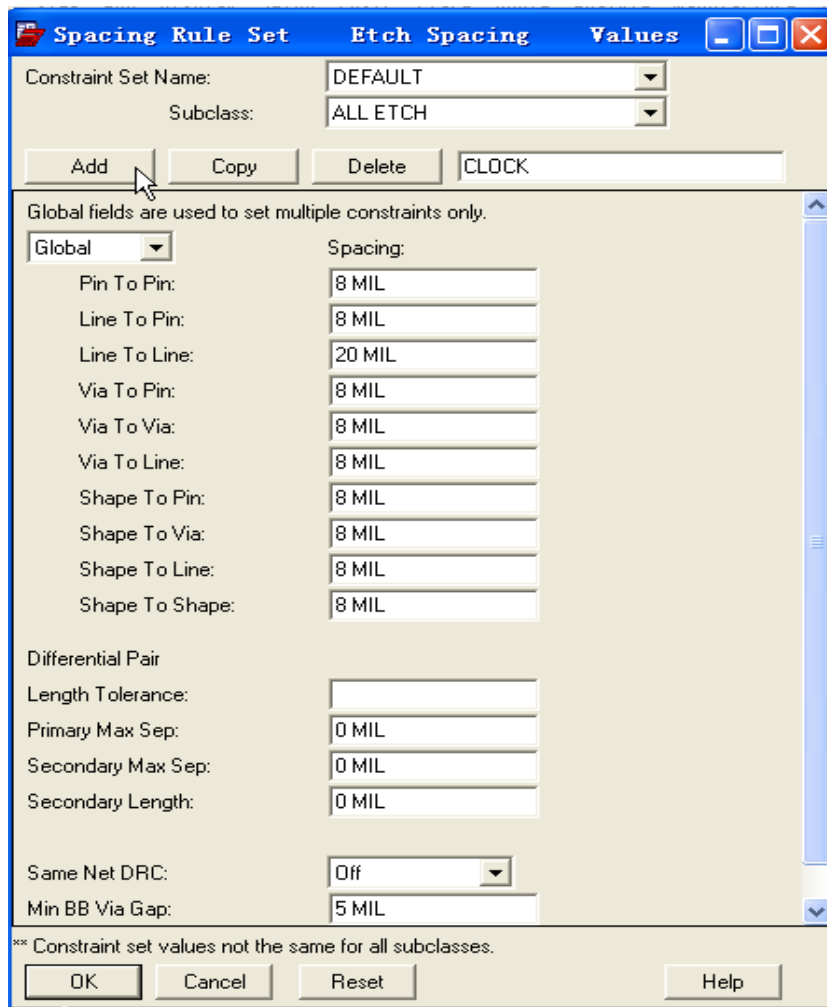 Spacing Rule Set Etch Spacing Values
Constraint Set Name: DEFAULT
Subclass: ALL ETCH
Add Copy Delete CLOCK
Global fields are used to set multiple constraints only.
Global Spacing:
Pin To Pin: 8 MIL
Line To Pin: 8 MIL
Line To Line: 20 MIL
Via To Pin: 8 MIL
Via To Via: 8 MIL
Via To Line: 8 MIL
Shape To Pin: 8 MIL
Shape To Via: 8 MIL
Shape To Line: 8 MIL
Shape To Shape: 8 MIL
Differential Pair
Length Tolerance:
Primary Max Sep: 0 MIL
Secondary Max Sep: 0 MIL
Secondary Length: 0 MIL
Same Net DRC: Off
Min BB Via Gap: 5 MIL
** Constraint set values not the same for all subclasses.
OK Cancel Reset Help